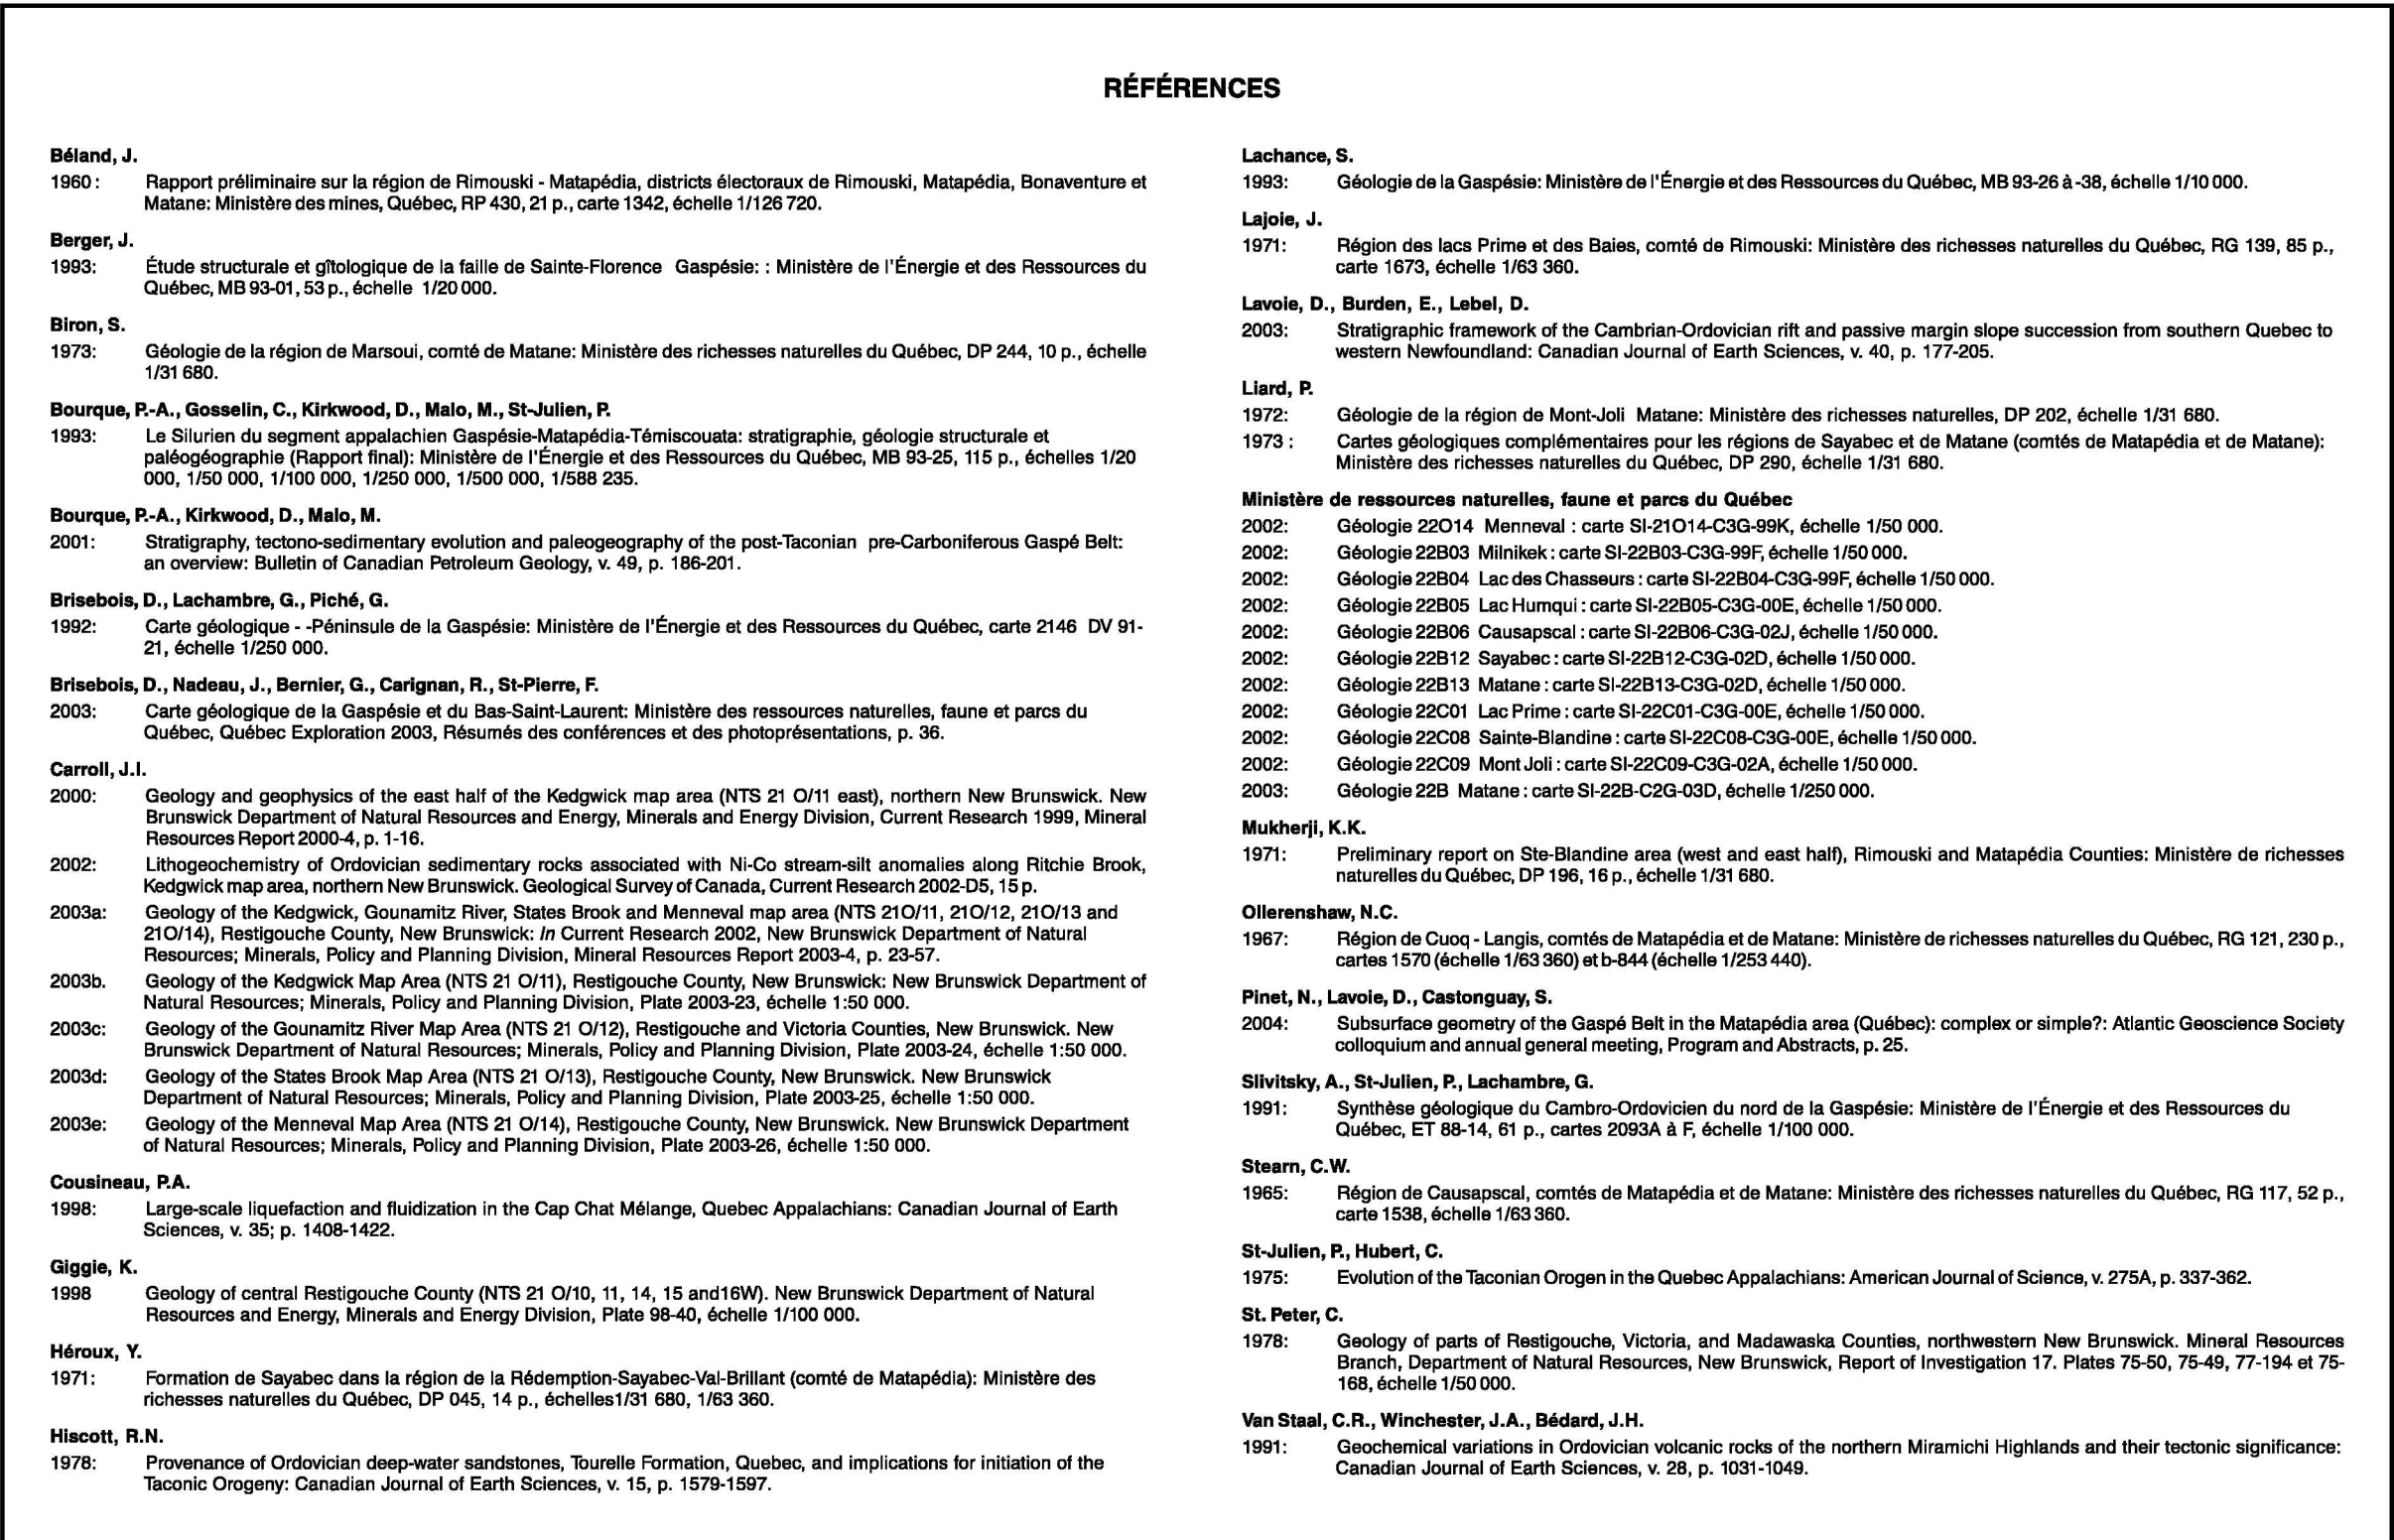 RÉFÉRENCES
Béland, J.
1960 : Rapport préliminaire sur la région de Rimouski - Matapédia, districts électoraux de Rimouski, Matapédia, Bonaventure et
Matane: Ministère des mines, Québec, RP 430, 21 p., carte 1342, échelle 1/126 720.
Berger, J.
1993: Étude structurale et gîtologique de la faille de Sainte-Florence Gaspésie: : Ministère de l'Énergie et des Ressources du
Québec, MB 93-01, 53 p., échelle 1/20 000.
Biron, S.
1973: Géologie de la région de Marsoui, comté de Matane: Ministère des richesses naturelles du Québec, DP 244, 10 p., échelle
1/31 680.
Bourque, P.-A., Gosselin, C., Kirkwood, D., Malo, M., St-Julien, P.
1993: Le Silurien du segment appalachien Gaspésie-Matapédia-Témiscouata: stratigraphie, géologie structurale et
paléogéographie (Rapport final): Ministère de l'Énergie et des Ressources du Québec, MB 93-25, 115 p., échelles 1/20
000, 1/50 000, 1/100 000, 1/250 000, 1/500 000, 1/588 235.
Bourque, P.-A., Kirkwood, D., Malo, M.
2001: Stratigraphy, tectono-sedimentary evolution and paleogeography of the post-Taconian pre-Carboniferous Gaspé Belt:
an overview: Bulletin of Canadian Petroleum Geology, v. 49, p. 186-201.
Brisebois, D., Lachambre, G., Piché, G.
1992: Carte géologique - -Péninsule de la Gaspésie: Ministère de l'Énergie et des Ressources du Québec, carte 2146 DV 91-
21, échelle 1/250 000.
Brisebois, D., Nadeau, J., Bernier, G., Carignan, R., St-Pierre, F.
2003: Carte géologique de la Gaspésie et du Bas-Saint-Laurent: Ministère des ressources naturelles, faune et parcs du
Québec, Québec Exploration 2003, Résumés des conférences et des photoprésentations, p. 36.
Carroll, J.I.
2000: Geology and geophysics of the east half of the Kedgwick map area (NTS 21 O/11 east), northern New Brunswick. New
Brunswick Department of Natural Resources and Energy, Minerals and Energy Division, Current Research 1999, Mineral
Resources Report 2000-4, p. 1-16.
2002: Lithogeochemistry of Ordovician sedimentary rocks associated with Ni-Co stream-silt anomalies along Ritchie Brook,
Kedgwick map area, northern New Brunswick. Geological Survey of Canada, Current Research 2002-D5, 15 p.
2003a: Geology of the Kedgwick, Gounamitz River, States Brook and Menneval map area (NTS 21O/11, 21O/12, 21O/13 and
21O/14), Restigouche County, New Brunswick: In Current Research 2002, New Brunswick Department of Natural
Resources; Minerals, Policy and Planning Division, Mineral Resources Report 2003-4, p. 23-57.
2003b. Geology of the Kedgwick Map Area (NTS 21 O/11), Restigouche County, New Brunswick: New Brunswick Department of
Natural Resources; Minerals, Policy and Planning Division, Plate 2003-23, échelle 1:50 000.
2003c: Geology of the Gounamitz River Map Area (NTS 21 O/12), Restigouche and Victoria Counties, New Brunswick. New
Brunswick Department of Natural Resources; Minerals, Policy and Planning Division, Plate 2003-24, échelle 1:50 000.
2003d: Geology of the States Brook Map Area (NTS 21 O/13), Restigouche County, New Brunswick. New Brunswick
Department of Natural Resources; Minerals, Policy and Planning Division, Plate 2003-25, échelle 1:50 000.
2003e: Geology of the Menneval Map Area (NTS 21 O/14), Restigouche County, New Brunswick. New Brunswick Department
of Natural Resources; Minerals, Policy and Planning Division, Plate 2003-26, échelle 1:50 000.
Cousineau, P.A.
1998: Large-scale liquefaction and fluidization in the Cap Chat Mélange, Quebec Appalachians: Canadian Journal of Earth
Sciences, v. 35; p. 1408-1422.
Giggie, K.
1998 Geology of central Restigouche County (NTS 21 O/10, 11, 14, 15 and16W). New Brunswick Department of Natural
Resources and Energy, Minerals and Energy Division, Plate 98-40, échelle 1/100 000.
Héroux, Y.
1971: Formation de Sayabec dans la région de la Rédemption-Sayabec-Val-Brillant (comté de Matapédia): Ministère des
richesses naturelles du Québec, DP 045, 14 p., échelles1/31 680, 1/63 360.
Hiscott, R.N.
1978: Provenance of Ordovician deep-water sandstones, Tourelle Formation, Quebec, and implications for initiation of the
Taconic Orogeny: Canadian Journal of Earth Sciences, v. 15, p. 1579-1597.
Lachance, S.
1993: Géologie de la Gaspésie: Ministère de l'Énergie et des Ressources du Québec, MB 93-26 à -38, échelle 1/10 000.
Lajoie, J.
1971: Région des lacs Prime et des Baies, comté de Rimouski: Ministère des richesses naturelles du Québec, RG 139, 85 p.,
carte 1673, échelle 1/63 360.
Lavoie, D., Burden, E., Lebel, D.
2003: Stratigraphic framework of the Cambrian-Ordovician rift and passive margin slope succession from southern Quebec to
western Newfoundland: Canadian Journal of Earth Sciences, v. 40, p. 177-205.
Liard, P.
1972: Géologie de la région de Mont-Joli Matane: Ministère des richesses naturelles, DP 202, échelle 1/31 680.
1973 : Cartes géologiques complémentaires pour les régions de Sayabec et de Matane (comtés de Matapédia et de Matane):
Ministère des richesses naturelles du Québec, DP 290, échelle 1/31 680.
Ministère de ressources naturelles, faune et parcs du Québec
2002: Géologie 22O14 Menneval : carte SI-21O14-C3G-99K, échelle 1/50 000.
2002: Géologie 22B03 Milnikek : carte SI-22B03-C3G-99F, échelle 1/50 000.
2002: Géologie 22B04 Lac des Chasseurs : carte SI-22B04-C3G-99F, échelle 1/50 000.
2002: Géologie 22B05 Lac Humqui : carte SI-22B05-C3G-00E, échelle 1/50 000.
2002: Géologie 22B06 Causapscal : carte SI-22B06-C3G-02J, échelle 1/50 000.
2002: Géologie 22B12 Sayabec : carte SI-22B12-C3G-02D, échelle 1/50 000.
2002: Géologie 22B13 Matane : carte SI-22B13-C3G-02D, échelle 1/50 000.
2002: Géologie 22C01 Lac Prime : carte SI-22C01-C3G-00E, échelle 1/50 000.
2002: Géologie 22C08 Sainte-Blandine : carte SI-22C08-C3G-00E, échelle 1/50 000.
2002: Géologie 22C09 Mont Joli : carte SI-22C09-C3G-02A, échelle 1/50 000.
2003: Géologie 22B Matane : carte SI-22B-C2G-03D, échelle 1/250 000.
Mukherji, K.K.
1971: Preliminary report on Ste-Blandine area (west and east half), Rimouski and Matapédia Counties: Ministère de richesses
naturelles du Québec, DP 196, 16 p., échelle 1/31 680.
Ollerenshaw, N.C.
1967: Région de Cuoq - Langis, comtés de Matapédia et de Matane: Ministère de richesses naturelles du Québec, RG 121, 230 p.,
cartes 1570 (échelle 1/63 360) et b-844 (échelle 1/253 440).
Pinet, N., Lavoie, D., Castonguay, S.
2004: Subsurface geometry of the Gaspé Belt in the Matapédia area (Québec): complex or simple?: Atlantic Geoscience Society
colloquium and annual general meeting, Program and Abstracts, p. 25.
Slivitsky, A., St-Julien, P., Lachambre, G.
1991: Synthèse géologique du Cambro-Ordovicien du nord de la Gaspésie: Ministère de l'Énergie et des Ressources du
Québec, ET 88-14, 61 p., cartes 2093A à F, échelle 1/100 000.
Stearn, C.W.
1965: Région de Causapscal, comtés de Matapédia et de Matane: Ministère des richesses naturelles du Québec, RG 117, 52 p.,
carte 1538, échelle 1/63 360.
St-Julien, P., Hubert, C.
1975: Evolution of the Taconian Orogen in the Quebec Appalachians: American Journal of Science, v. 275A, p. 337-362.
St. Peter, C.
1978: Geology of parts of Restigouche, Victoria, and Madawaska Counties, northwestern New Brunswick. Mineral Resources
Branch, Department of Natural Resources, New Brunswick, Report of Investigation 17. Plates 75-50, 75-49, 77-194 et 75-
168, échelle 1/50 000.
Van Staal, C.R., Winchester, J.A., Bédard, J.H.
1991: Geochemical variations in Ordovician volcanic rocks of the northern Miramichi Highlands and their tectonic significance:
Canadian Journal of Earth Sciences, v. 28, p. 1031-1049.